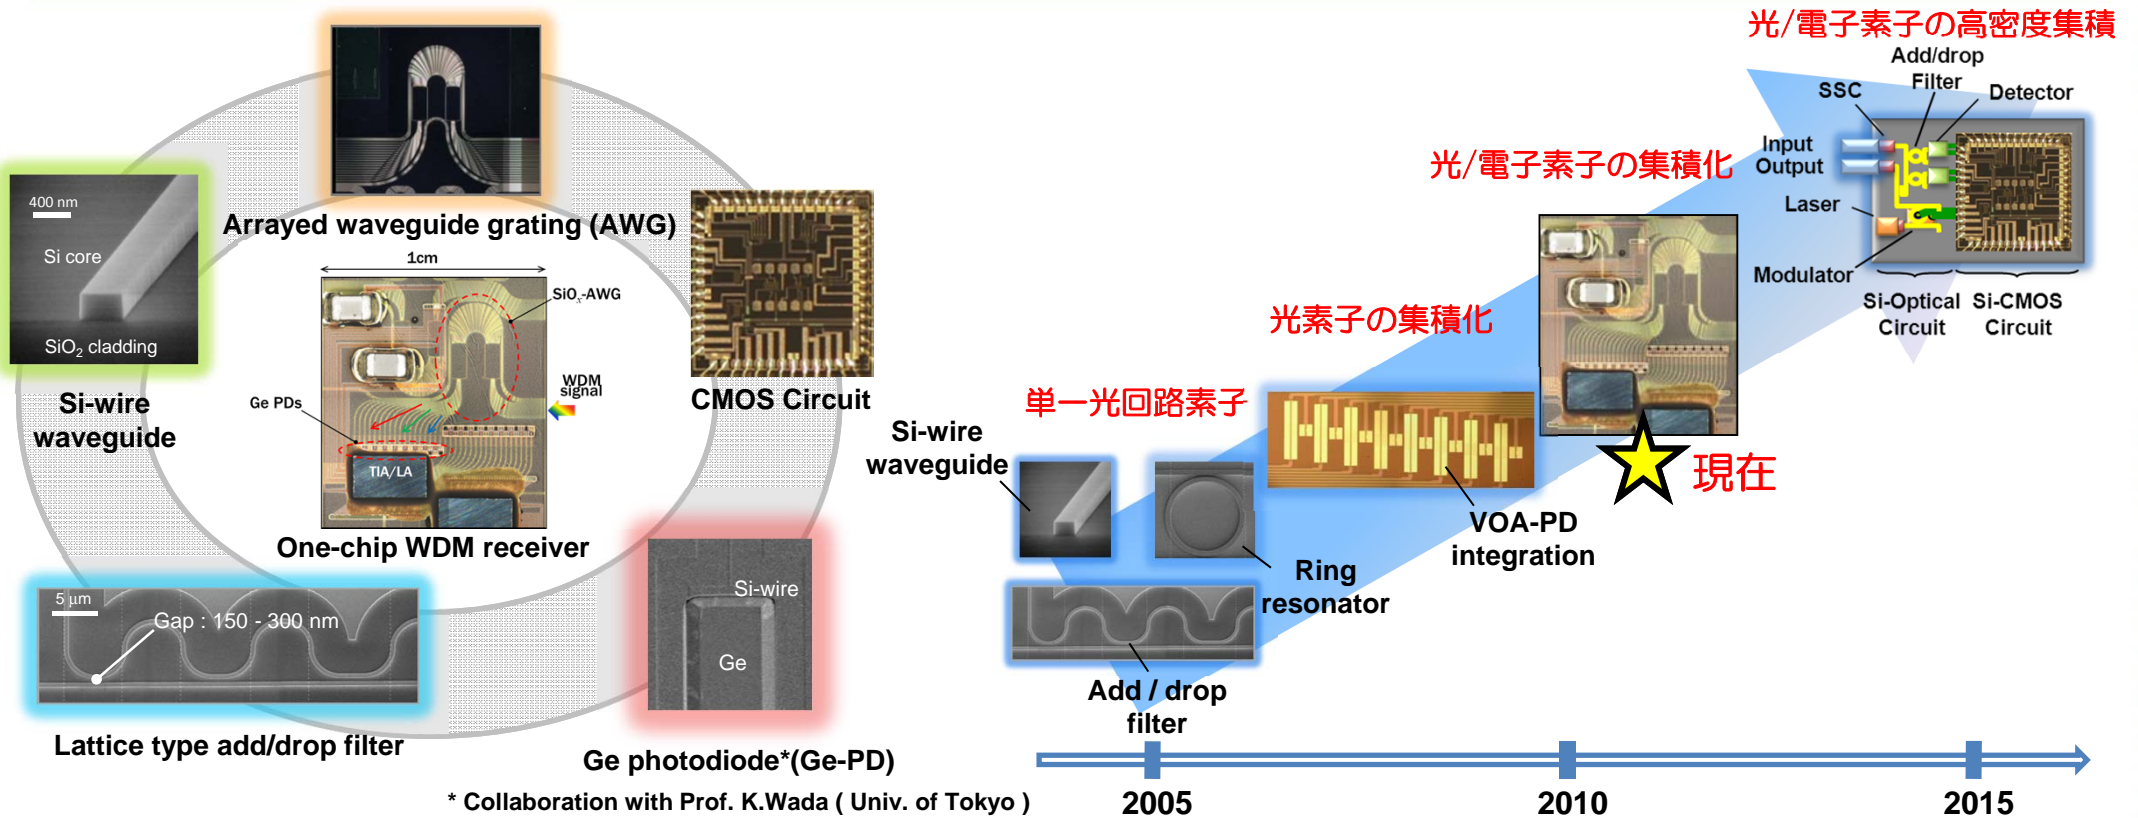 400 nm
Si core
SiO2 cladding
Si-wire
waveguide
Arrayed waveguide grating (AWG)
1cm
SiOx-AWG
WDM
signal
Ge PDs
TIA/LA
One-chip WDM receiver
CMOS Circuit
5 μm
Gap : 150 - 300 nm
Lattice type add/drop filter
Si-wire
Ge
Ge photodiode*(Ge-PD)
* Collaboration with Prof. K.Wada ( Univ. of Tokyo )
単一光回路素子
Si-wire
waveguide
Ring
resonator
Add / drop
filter
光素子の集積化
VOA-PD
integration
光/電子素子の集積化
現在
光/電子素子の高密度集積
Add/drop
Filter
SSC
Detector
Input
Output
Laser
Modulator
Si-Optical
Circuit
Si-CMOS
Circuit
2005
2010
2015